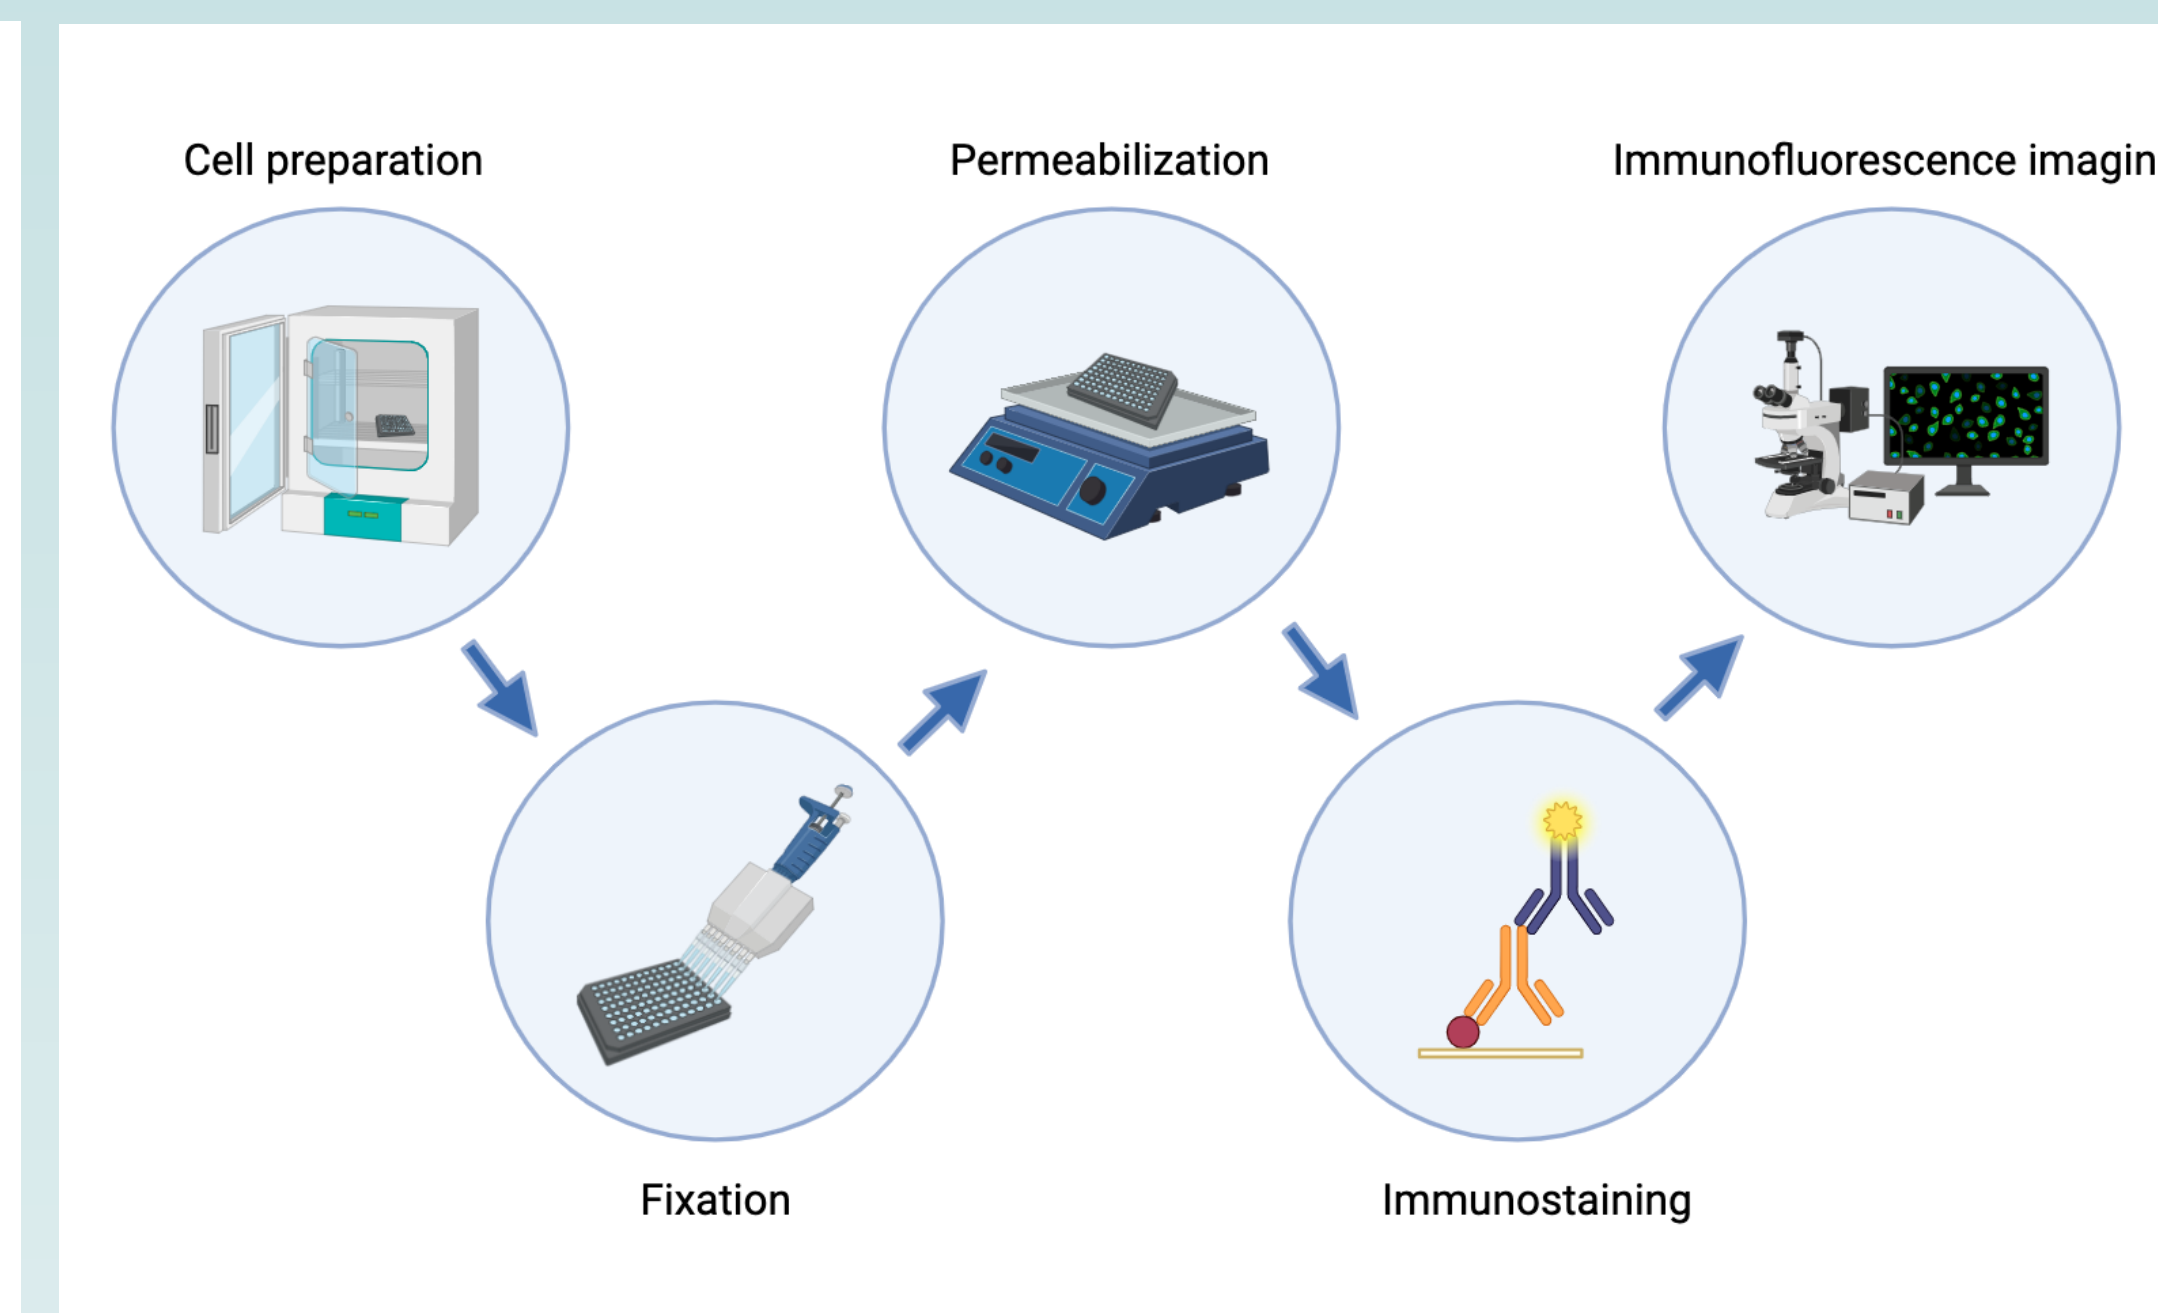 Cell preparation
Permeabilization
Immunofluorescence imagin
Fixation
Immunostaining